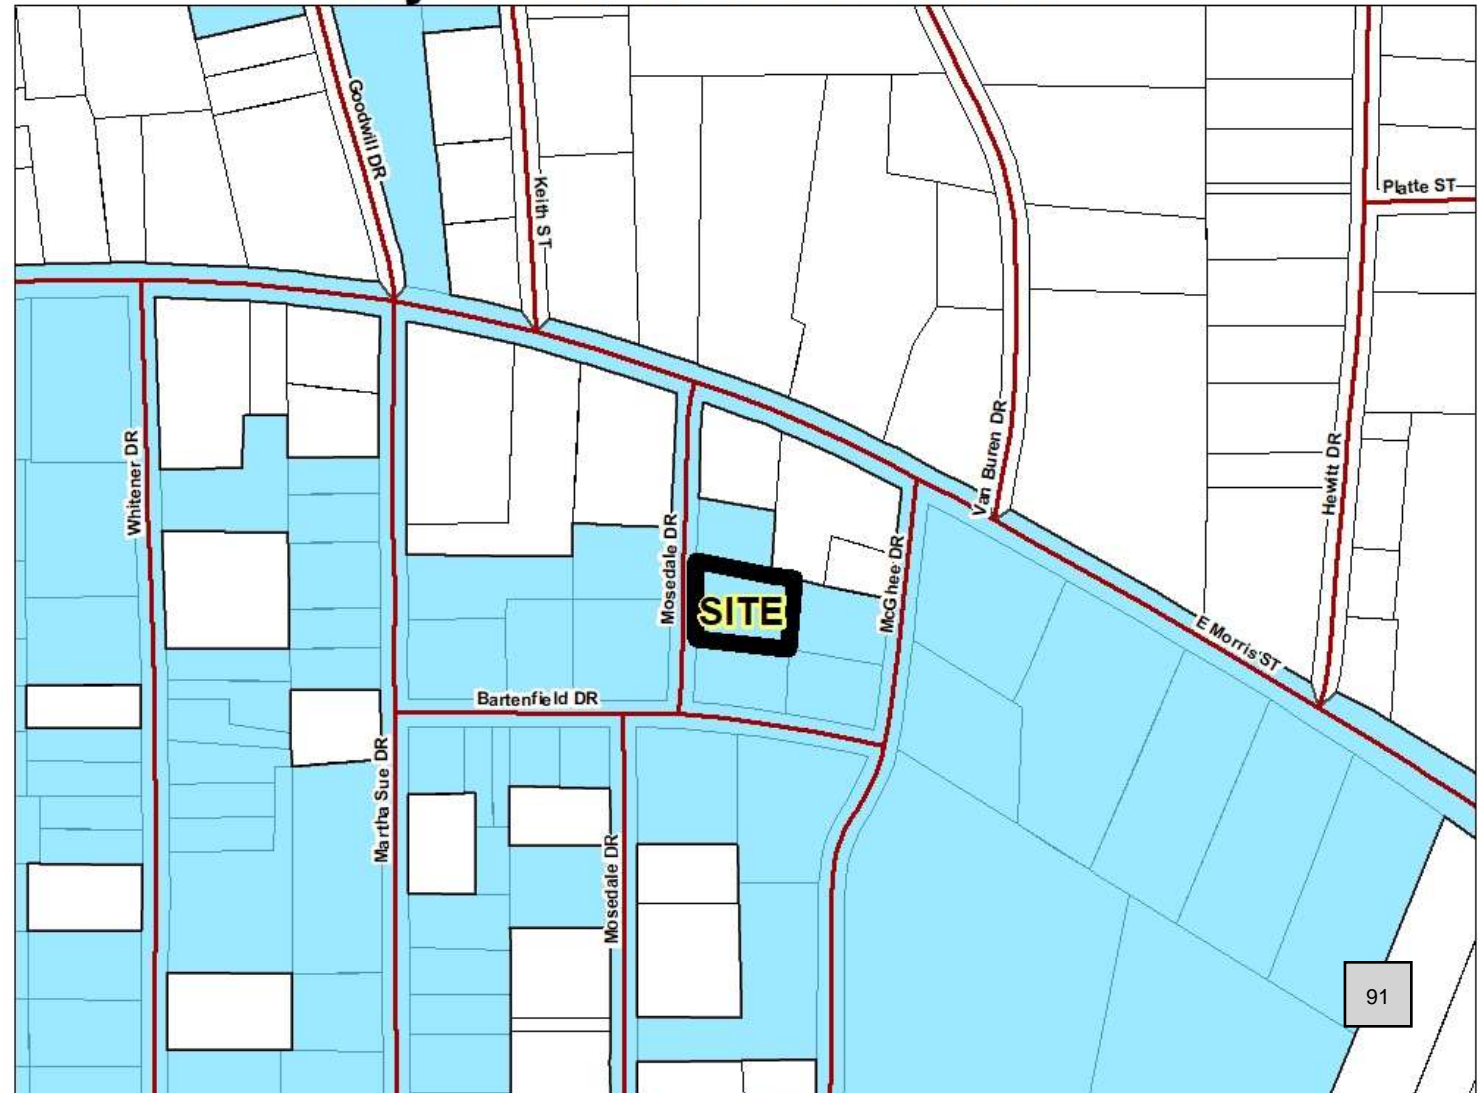 Goodwill DR
Keith ST
Platte ST
Van Buren DR
Whitener DR
Hewitt DR
Mosedale DR
McGhee DR
SITE
E Morris ST
Bartenfield DR
Martha Sue DR
Mosedale DR
91